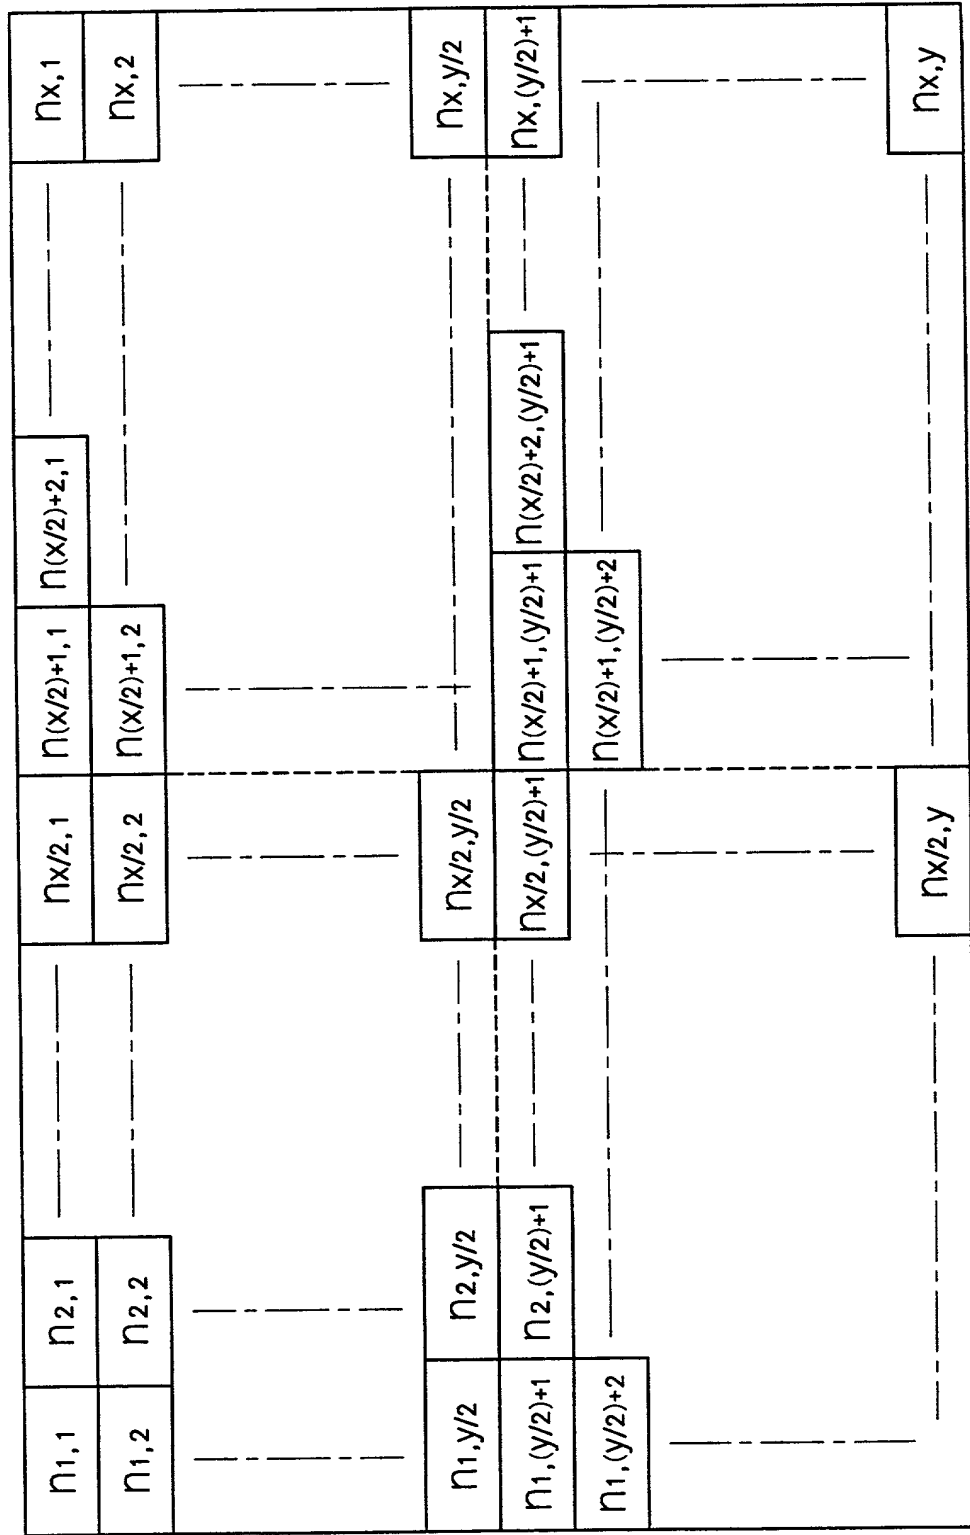 n1,1 n2,1 nx/2,1 n(x/2)+1,1 n(x/2)+2,1 nx,1
n1,2 n2,2 nx/2,2 n(x/2)+1,2 nx,2
n1,y/2 n2,y/2 nx/2,y/2 nx,y/2
n1,(y/2)+1 n2,(y/2)+1 nx/2,(y/2)+1 n(x/2)+1,(y/2)+1 n(x/2)+2,(y/2)+1 nx,(y/2)+1
n1,(y/2)+2 n(x/2)+1,(y/2)+2
nx/2,y nx,y